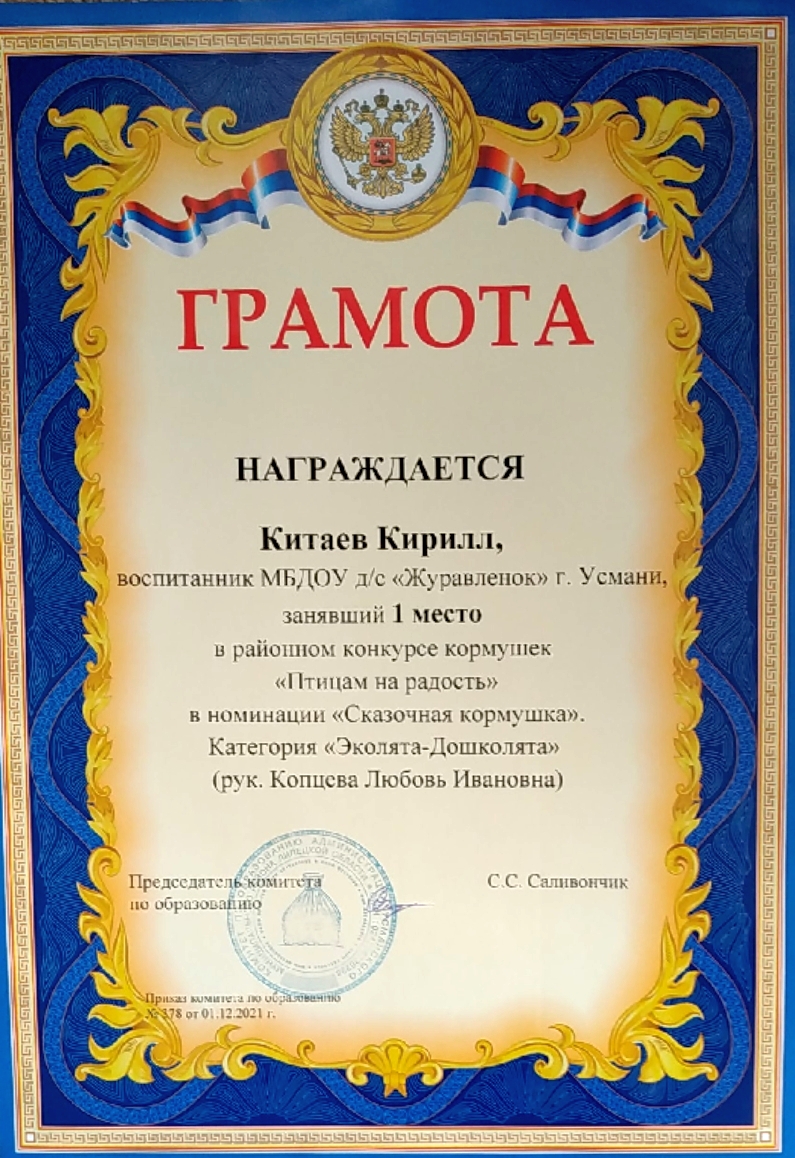 ГРАМОТА
НАГРАЖДАЕТСЯ
Китаев Кирилл,
воспитанник МБДОУ д/с «Журавленок» г. Усмани,
занявший 1 место
в районном конкурсе кормушек
«Птицам на радость»
в номинации «Сказочная кормушка».
Категория «Эколята-Дошколята»
(рук. Копцева Любовь Ивановна)
Председатель комитета
по образованию
С.С. Саливончик
Приказ комитета по образованию
№ 378 от 01.12.2021 г.